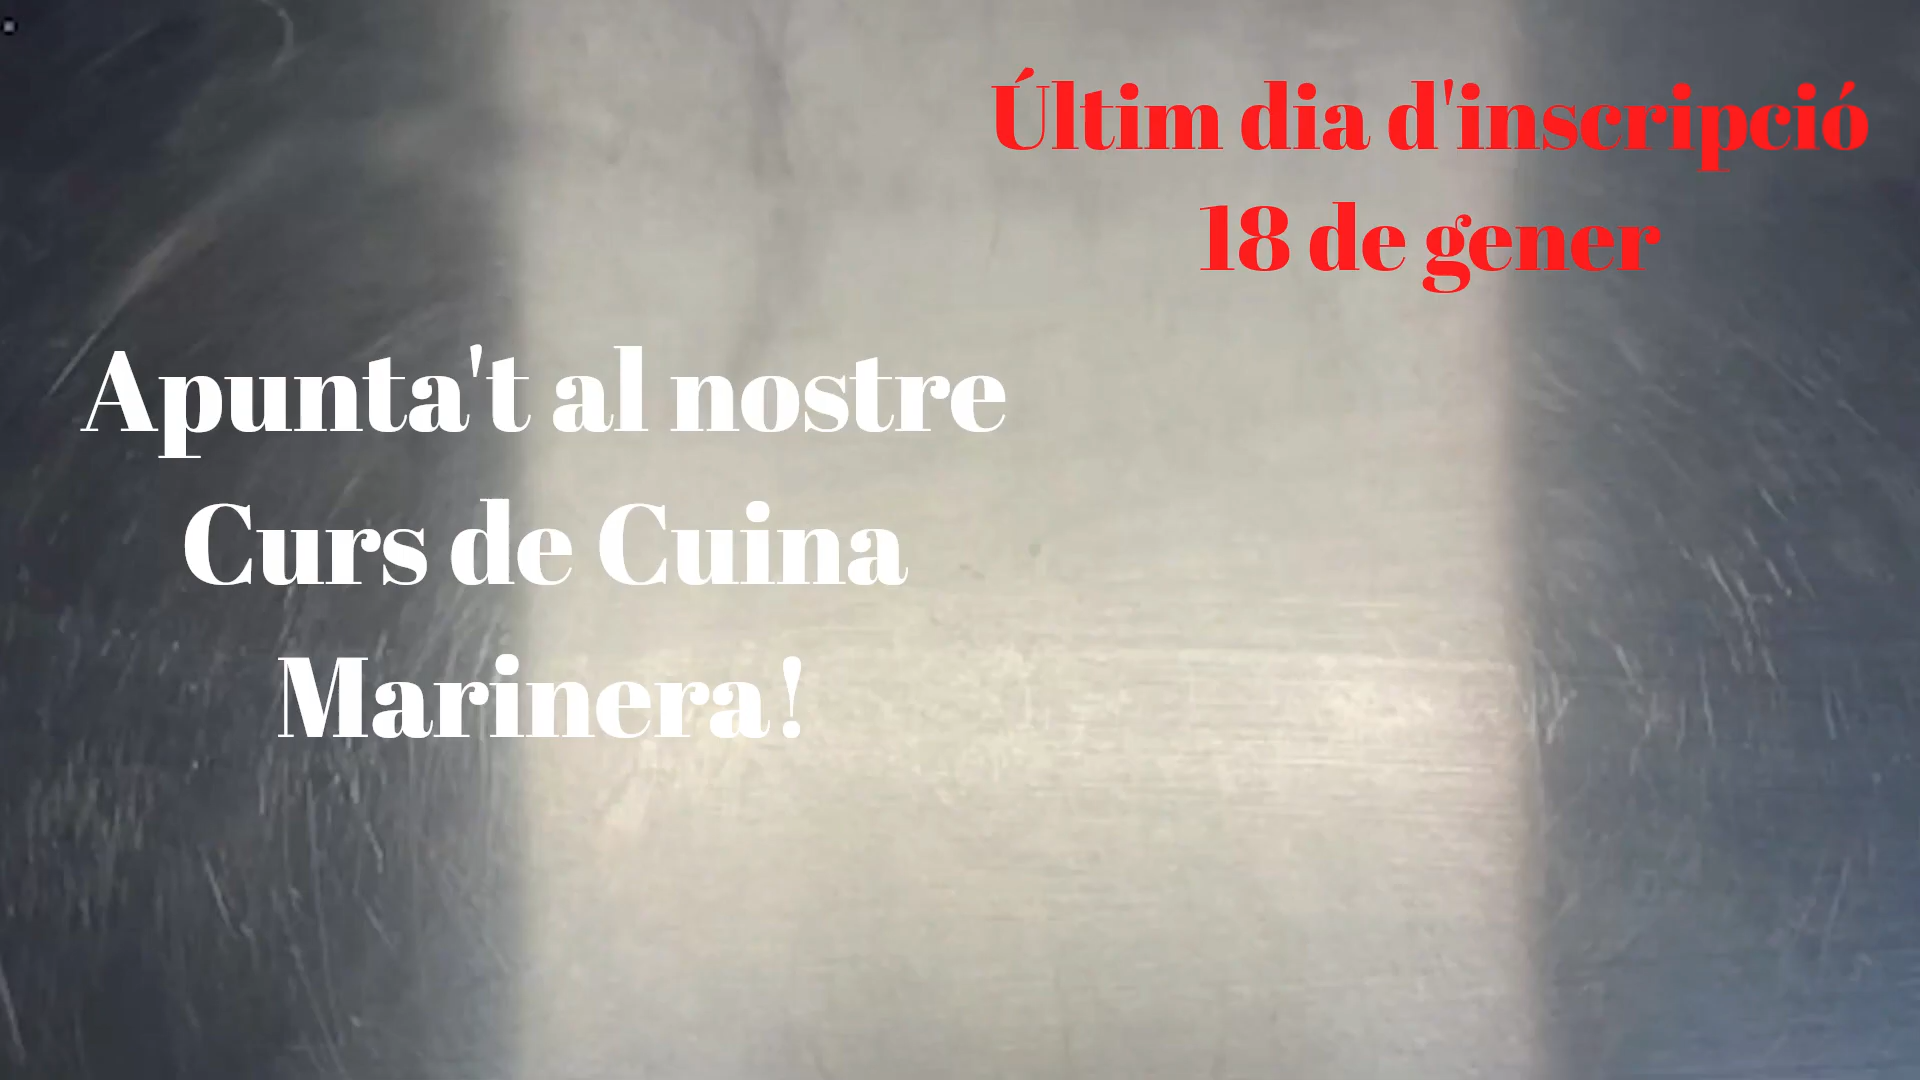 Últim dia d'inscripció
18 de gener
Apunta't al nostre
Curs de Cuina
Marinera!